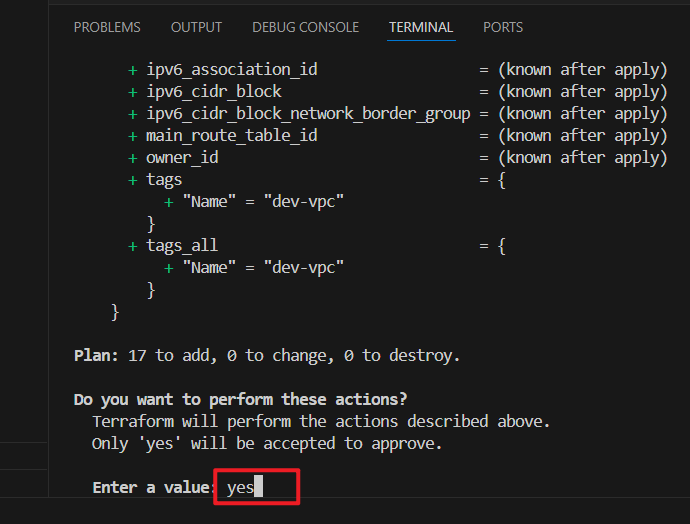 PROBLEMS OUTPUT DEBUG CONSOLE TERMINAL PORTS
+ ipv6_association_id = (known after apply)
+ ipv6_cidr_block = (known after apply)
+ ipv6_cidr_block_network_border_group = (known after apply)
+ main_route_table_id = (known after apply)
+ owner_id = (known after apply)
+ tags = {
+ "Name" = "dev-vpc"
}
+ tags_all = {
+ "Name" = "dev-vpc"
}
}
Plan: 17 to add, 0 to change, 0 to destroy.
Do you want to perform these actions?
Terraform will perform the actions described above.
Only 'yes' will be accepted to approve.
Enter a value: yes